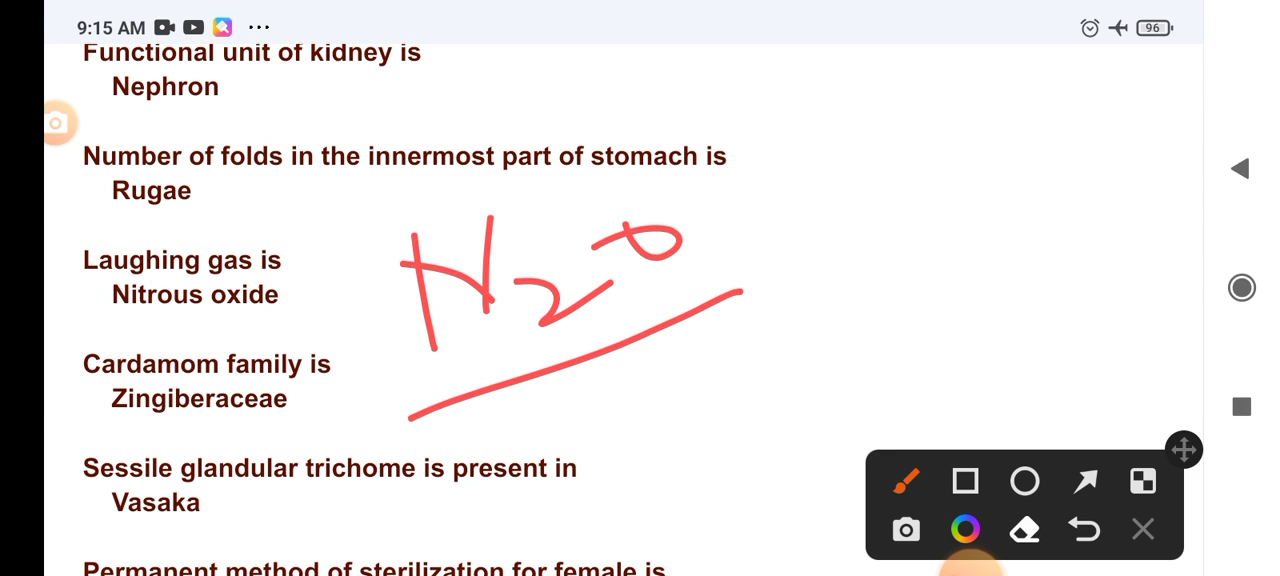 9:15 AM
96
Functional unit of kidney is
Nephron
Number of folds in the innermost part of stomach is
Rugae
Laughing gas is
Nitrous oxide
N2O
Cardamom family is
Zingiberaceae
Sessile glandular trichome is present in
Vasaka
Permanent method of sterilization for female is